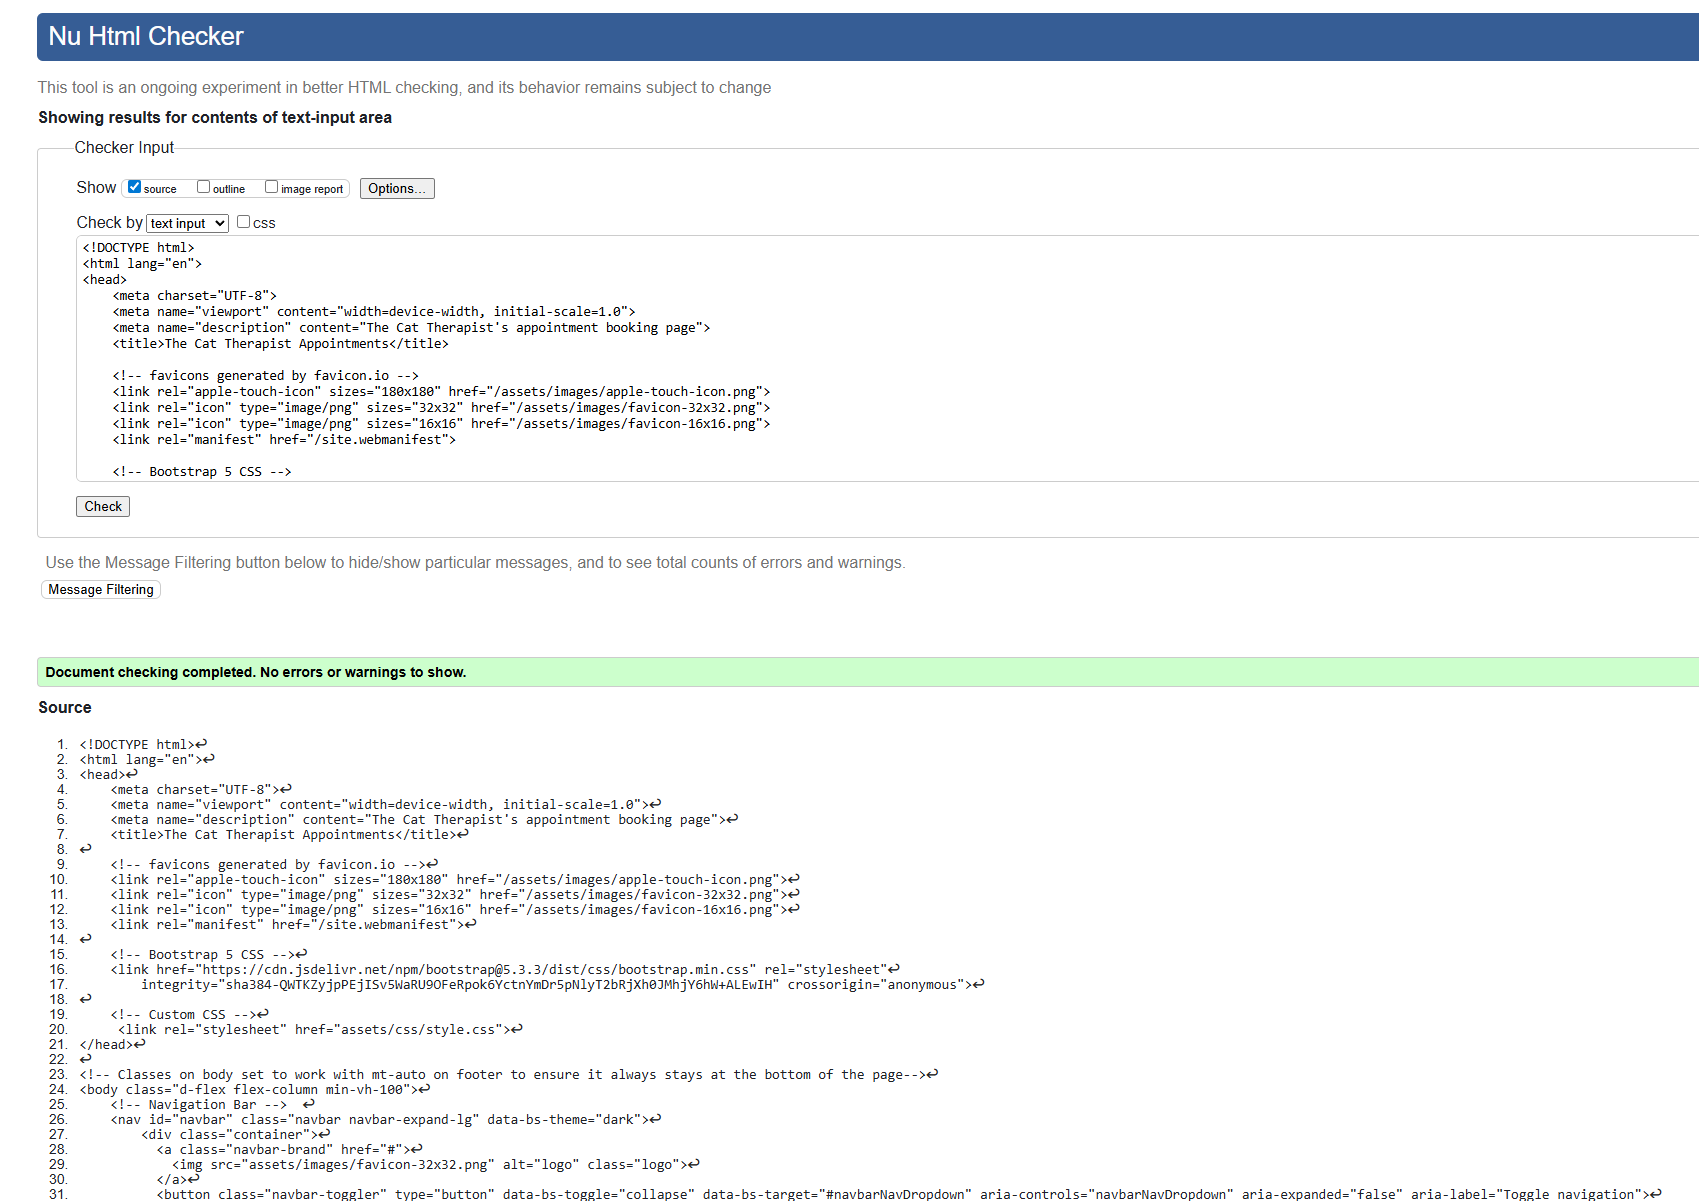 Nu Html Checker
This tool is an ongoing experiment in better HTML checking, and its behavior remains subject to change
Showing results for contents of text-input area
Checker Input
Show source outline image report Options...
Check by text input css
<!DOCTYPE html>
<html lang="en">
<head>
    <meta charset="UTF-8">
    <meta name="viewport" content="width=device-width, initial-scale=1.0">
    <meta name="description" content="The Cat Therapist's appointment booking page">
    <title>The Cat Therapist Appointments</title>
    <!-- favicons generated by favicon.io -->
    <link rel="apple-touch-icon" sizes="180x180" href="/assets/images/apple-touch-icon.png">
    <link rel="icon" type="image/png" sizes="32x32" href="/assets/images/favicon-32x32.png">
    <link rel="icon" type="image/png" sizes="16x16" href="/assets/images/favicon-16x16.png">
    <link rel="manifest" href="/site.webmanifest">
    <!-- Bootstrap 5 CSS -->
Check
Use the Message Filtering button below to hide/show particular messages, and to see total counts of errors and warnings.
Message Filtering
Document checking completed. No errors or warnings to show.
Source
1. <!DOCTYPE html>↩
2. <html lang="en">↩
3. <head>↩
4.     <meta charset="UTF-8">↩
5.     <meta name="viewport" content="width=device-width, initial-scale=1.0">↩
6.     <meta name="description" content="The Cat Therapist's appointment booking page">↩
7.     <title>The Cat Therapist Appointments</title>↩
8. ↩
9.     <!-- favicons generated by favicon.io -->↩
10.     <link rel="apple-touch-icon" sizes="180x180" href="/assets/images/apple-touch-icon.png">↩
11.     <link rel="icon" type="image/png" sizes="32x32" href="/assets/images/favicon-32x32.png">↩
12.     <link rel="icon" type="image/png" sizes="16x16" href="/assets/images/favicon-16x16.png">↩
13.     <link rel="manifest" href="/site.webmanifest">↩
14. ↩
15.     <!-- Bootstrap 5 CSS -->↩
16.     <link href="https://cdn.jsdelivr.net/npm/bootstrap@5.3.3/dist/css/bootstrap.min.css" rel="stylesheet"↩
17.         integrity="sha384-QWTKZyjpPEjISv5WaRU9OFeRpok6YctnYmDr5pNlyT2bRjXh0JMhjY6hW+ALEwIH" crossorigin="anonymous">↩
18. ↩
19.     <!-- Custom CSS -->↩
20.      <link rel="stylesheet" href="assets/css/style.css">↩
21. </head>↩
22. ↩
23. <!-- Classes on body set to work with mt-auto on footer to ensure it always stays at the bottom of the page-->↩
24. <body class="d-flex flex-column min-vh-100">↩
25.     <!-- Navigation Bar -->  ↩
26.     <nav id="navbar" class="navbar navbar-expand-lg" data-bs-theme="dark">↩
27.         <div class="container">↩
28.           <a class="navbar-brand" href="#">↩
29.             <img src="assets/images/favicon-32x32.png" alt="logo" class="logo">↩
30.           </a>↩
31.           <button class="navbar-toggler" type="button" data-bs-toggle="collapse" data-bs-target="#navbarNavDropdown" aria-controls="navbarNavDropdown" aria-expanded="false" aria-label="Toggle navigation">↩